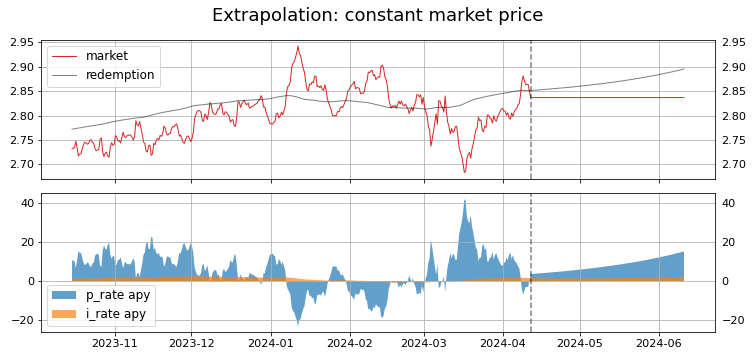 Extrapolation: constant market price
2.95 2.95
market
2.90 redemption 2.90
2.85 2.85
2.80 2.80
2.75 2.75
2.70 2.70
40 40
20 20
0 0
p_rate apy
−20 i_rate apy −20
2023-11 2023-12 2024-01 2024-02 2024-03 2024-04 2024-05 2024-06